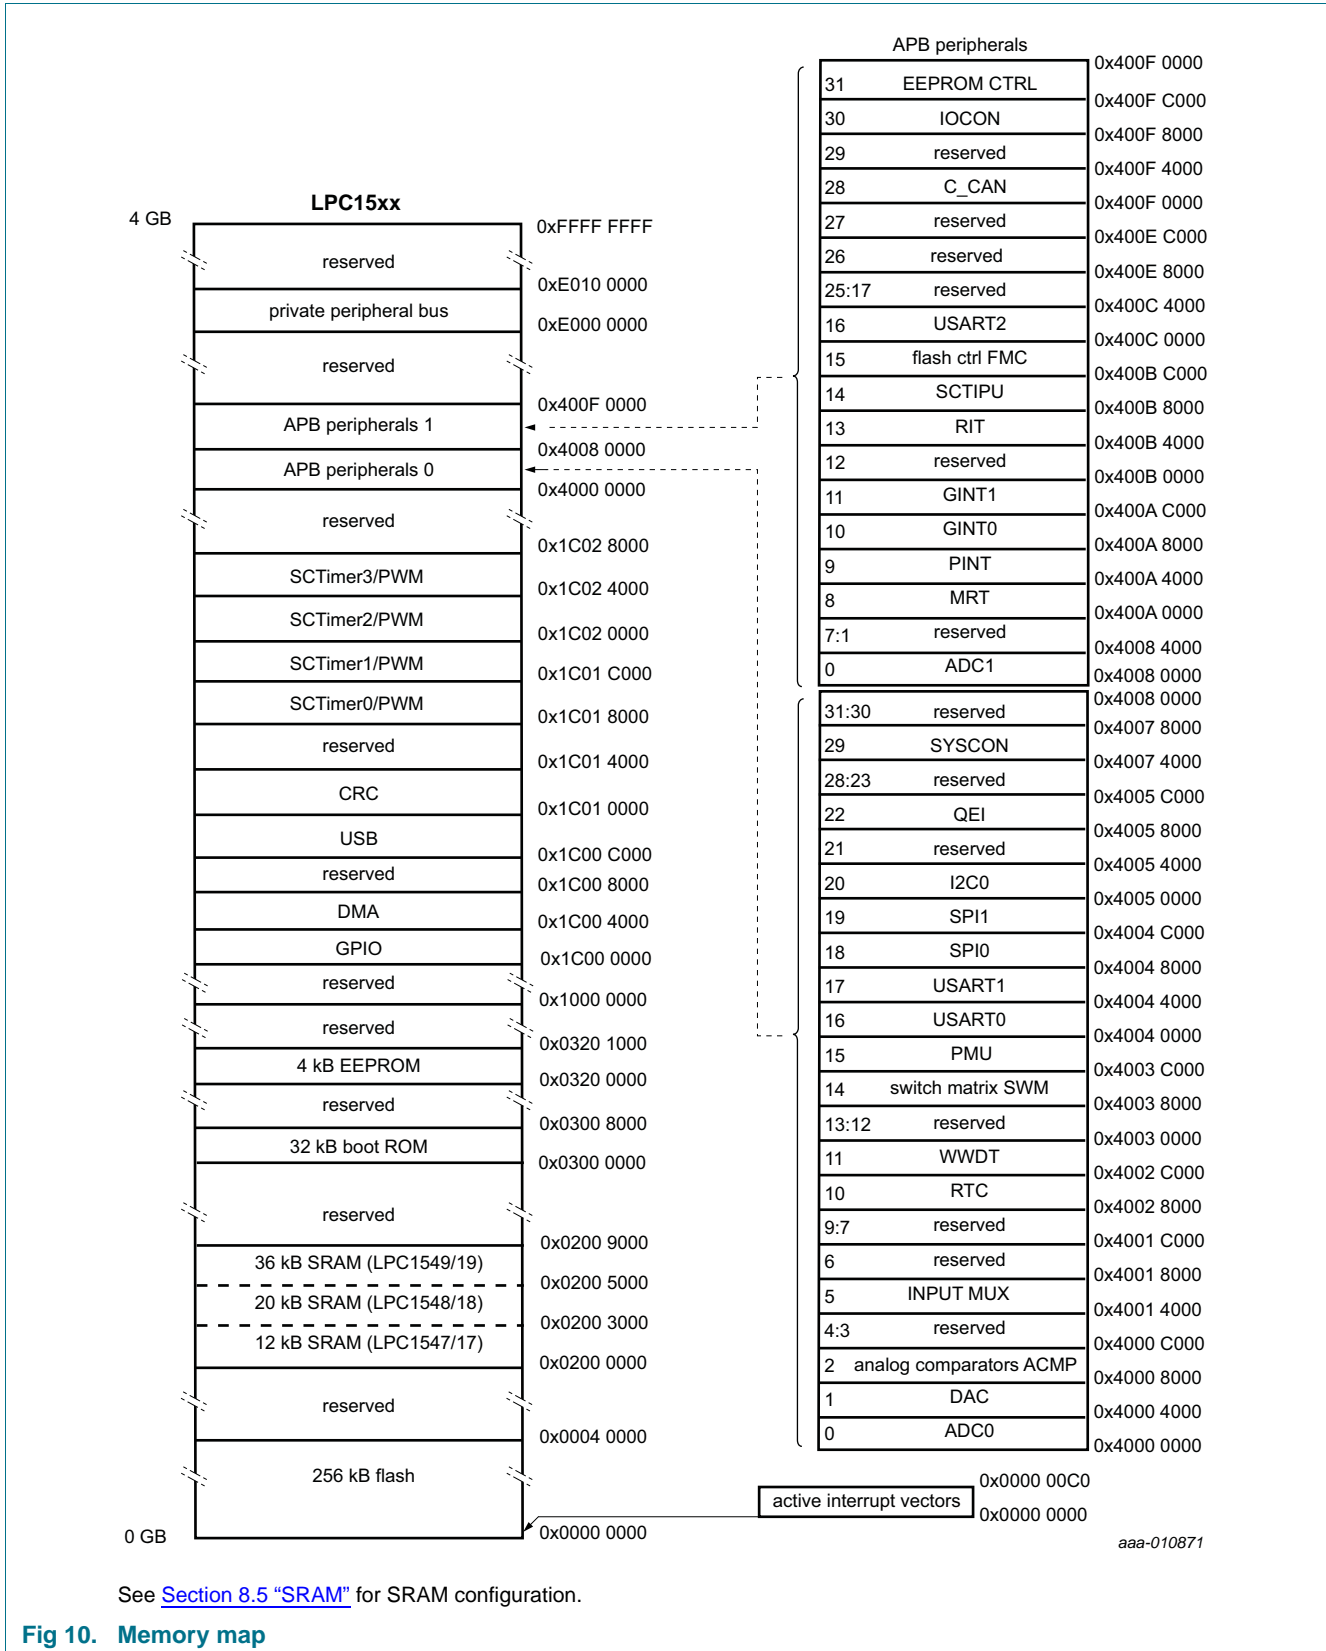 LPC15xx
4 GB
0xFFFF FFFF
reserved
0xE010 0000
private peripheral bus
0xE000 0000
reserved
0x400F 0000
APB peripherals 1
0x4008 0000
APB peripherals 0
0x4000 0000
reserved
0x1C02 8000
SCTimer3/PWM
0x1C02 4000
SCTimer2/PWM
0x1C02 0000
SCTimer1/PWM
0x1C01 C000
SCTimer0/PWM
0x1C01 8000
reserved
0x1C01 4000
CRC
0x1C01 0000
USB
0x1C00 C000
reserved
0x1C00 8000
DMA
0x1C00 4000
GPIO
0x1C00 0000
reserved
0x1000 0000
reserved
0x0320 1000
4 kB EEPROM
0x0320 0000
reserved
0x0300 8000
32 kB boot ROM
0x0300 0000
reserved
0x0200 9000
36 kB SRAM (LPC1549/19)
0x0200 5000
20 kB SRAM (LPC1548/18)
0x0200 3000
12 kB SRAM (LPC1547/17)
0x0200 0000
reserved
0x0004 0000
256 kB flash
0 GB
0x0000 0000
APB peripherals
0x400F 0000
31 EEPROM CTRL
0x400F C000
30 IOCON
0x400F 8000
29 reserved
0x400F 4000
28 C_CAN
0x400F 0000
27 reserved
0x400E C000
26 reserved
0x400E 8000
25:17 reserved
0x400C 4000
16 USART2
0x400C 0000
15 flash ctrl FMC
0x400B C000
14 SCTIPU
0x400B 8000
13 RIT
0x400B 4000
12 reserved
0x400B 0000
11 GINT1
0x400A C000
10 GINT0
0x400A 8000
9 PINT
0x400A 4000
8 MRT
0x400A 0000
7:1 reserved
0x4008 4000
0 ADC1
0x4008 0000
0x4008 0000
31:30 reserved
0x4007 8000
29 SYSCON
0x4007 4000
28:23 reserved
0x4005 C000
22 QEI
0x4005 8000
21 reserved
0x4005 4000
20 I2C0
0x4005 0000
19 SPI1
0x4004 C000
18 SPI0
0x4004 8000
17 USART1
0x4004 4000
16 USART0
0x4004 0000
15 PMU
0x4003 C000
14 switch matrix SWM
0x4003 8000
13:12 reserved
0x4003 0000
11 WWDT
0x4002 C000
10 RTC
0x4002 8000
9:7 reserved
0x4001 C000
6 reserved
0x4001 8000
5 INPUT MUX
0x4001 4000
4:3 reserved
0x4000 C000
2 analog comparators ACMP
0x4000 8000
1 DAC
0x4000 4000
0 ADC0
0x4000 0000
0x0000 00C0
active interrupt vectors
0x0000 0000
aaa-010871
See Section 8.5 “SRAM” for SRAM configuration.
Fig 10. Memory map